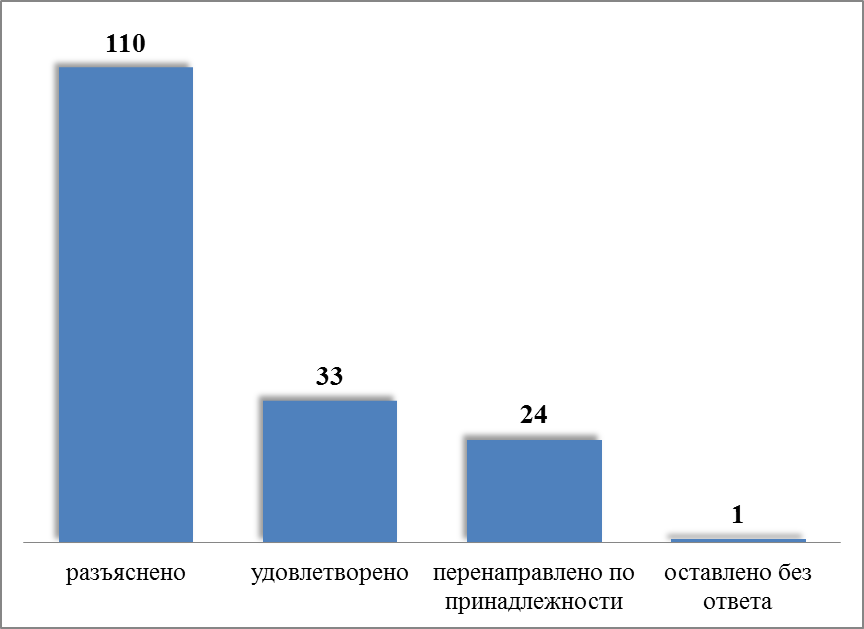 110
33
24
1
разъяснено
удовлетворено
перенаправлено по
принадлежности
оставлено без
ответа